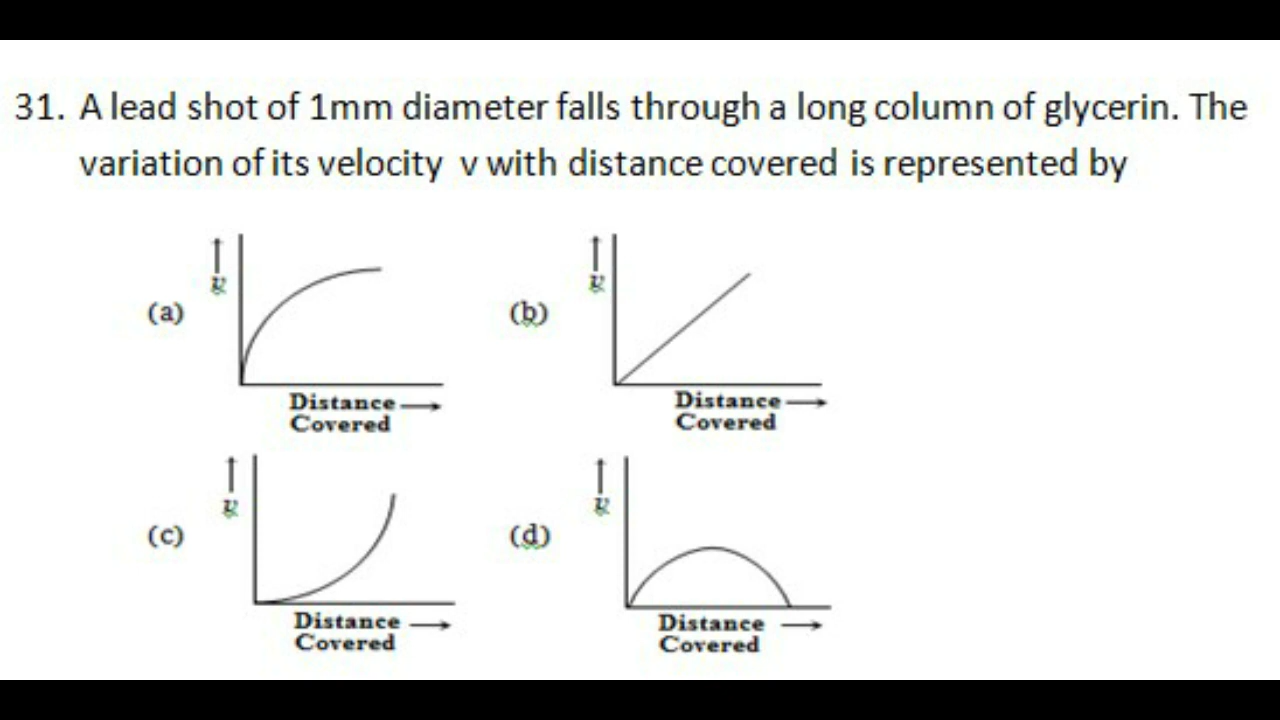 31. A lead shot of 1mm diameter falls through a long column of glycerin. The
variation of its velocity v with distance covered is represented by
(a)
v
Distance
Covered
(b)
v
Distance
Covered
(c)
v
Distance
Covered
(d)
v
Distance
Covered